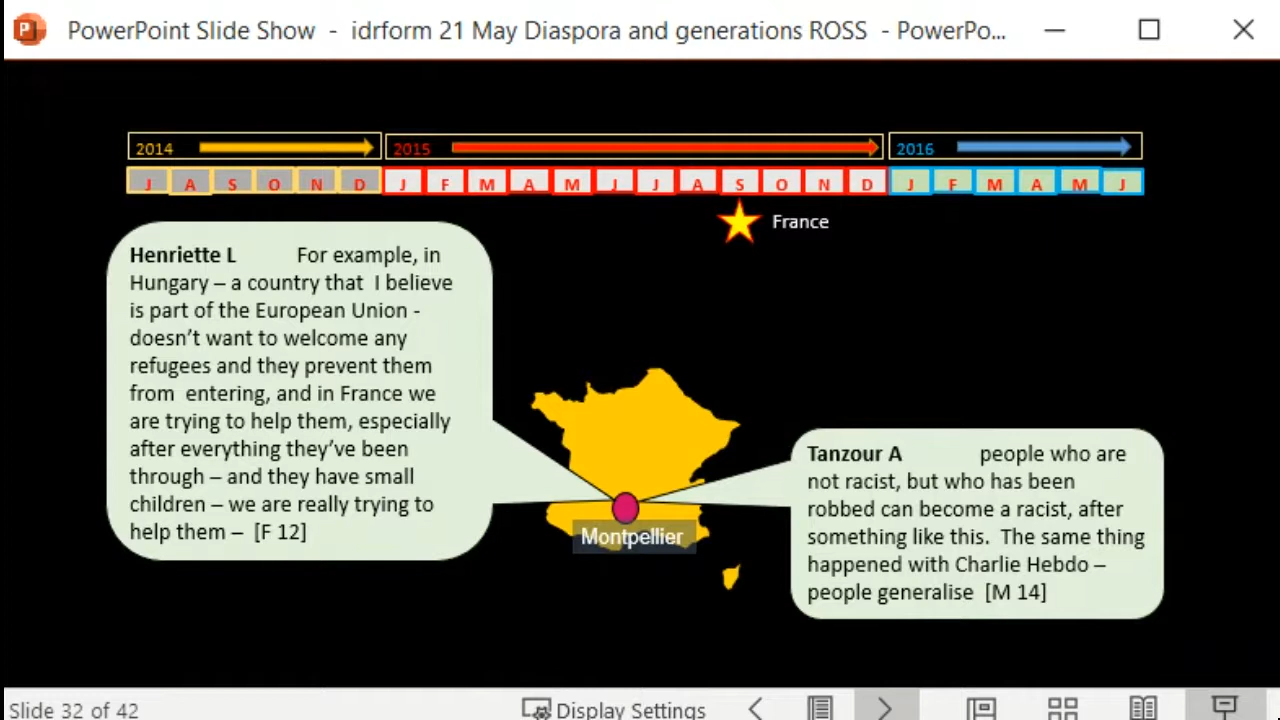 PowerPoint Slide Show - idrform 21 May Diaspora and generations ROSS - PowerPo...
2014 2015 2016
J A S O N D J F M A M J J A S O N D J F M A M J
France
Henriette L For example, in
Hungary – a country that I believe
is part of the European Union -
doesn't want to welcome any
refugees and they prevent them
from entering, and in France we
are trying to help them, especially
after everything they've been
through – and they have small
children – we are really trying to
help them – [F 12]
Tanzour A people who are
not racist, but who has been
robbed can become a racist, after
something like this. The same thing
happened with Charlie Hebdo –
people generalise [M 14]
Montpellier
Slide 32 of 42
Display Settings